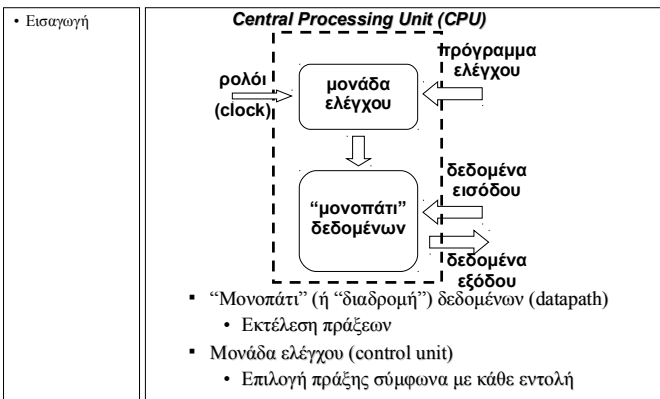 • Εισαγωγή
Central Processing Unit (CPU)
πρόγραμμα
ελέγχου
ρολόι
(clock)
μονάδα
ελέγχου
δεδομένα
εισόδου
“μονοπάτι”
δεδομένων
δεδομένα
εξόδου
▪ “Μονοπάτι” (ή “διαδρομή”) δεδομένων (datapath)
• Εκτέλεση πράξεων
▪ Μονάδα ελέγχου (control unit)
• Επιλογή πράξης σύμφωνα με κάθε εντολή